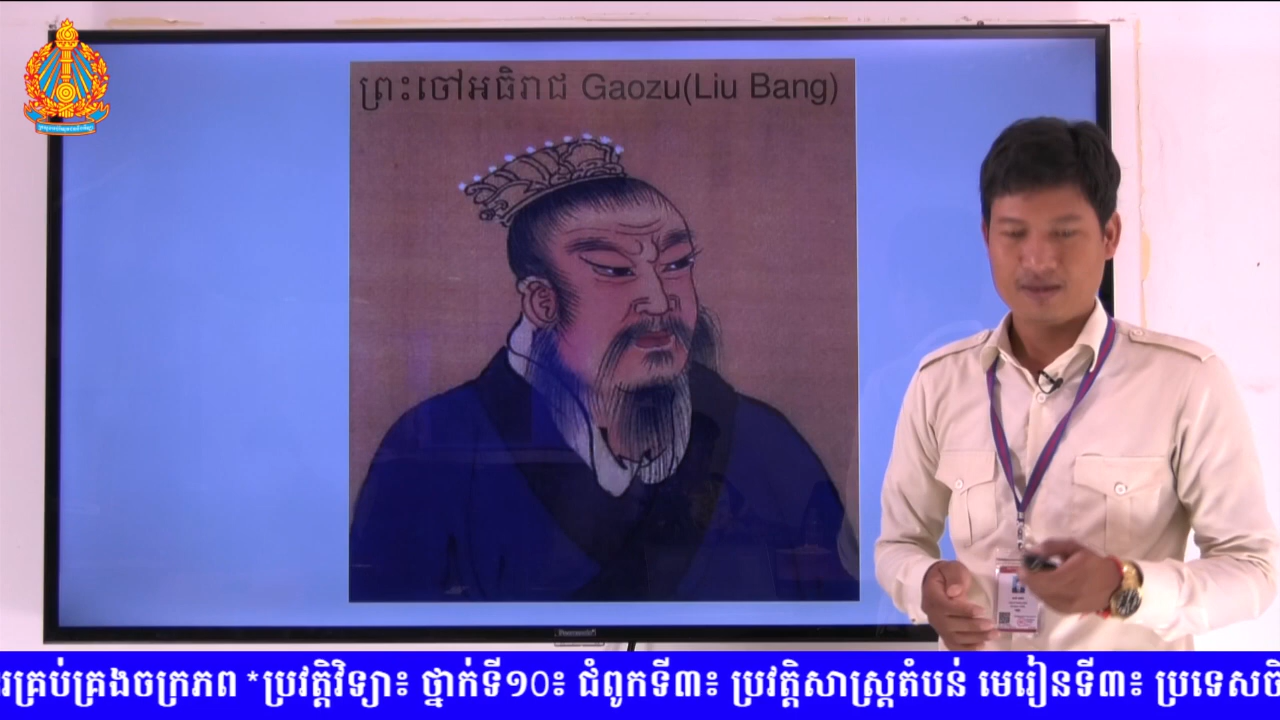 ព្រះចៅអធិរាជ Gaozu(Liu Bang)
Panasonic
រគ្រប់គ្រងចក្រភព *ប្រវត្តិវិទ្យា៖ ថ្នាក់ទី១0៖ ជំពូកទី៣៖ ប្រវត្តិសាស្ត្រតំបន់ មេរៀនទី៣៖ ប្រទេសចិ